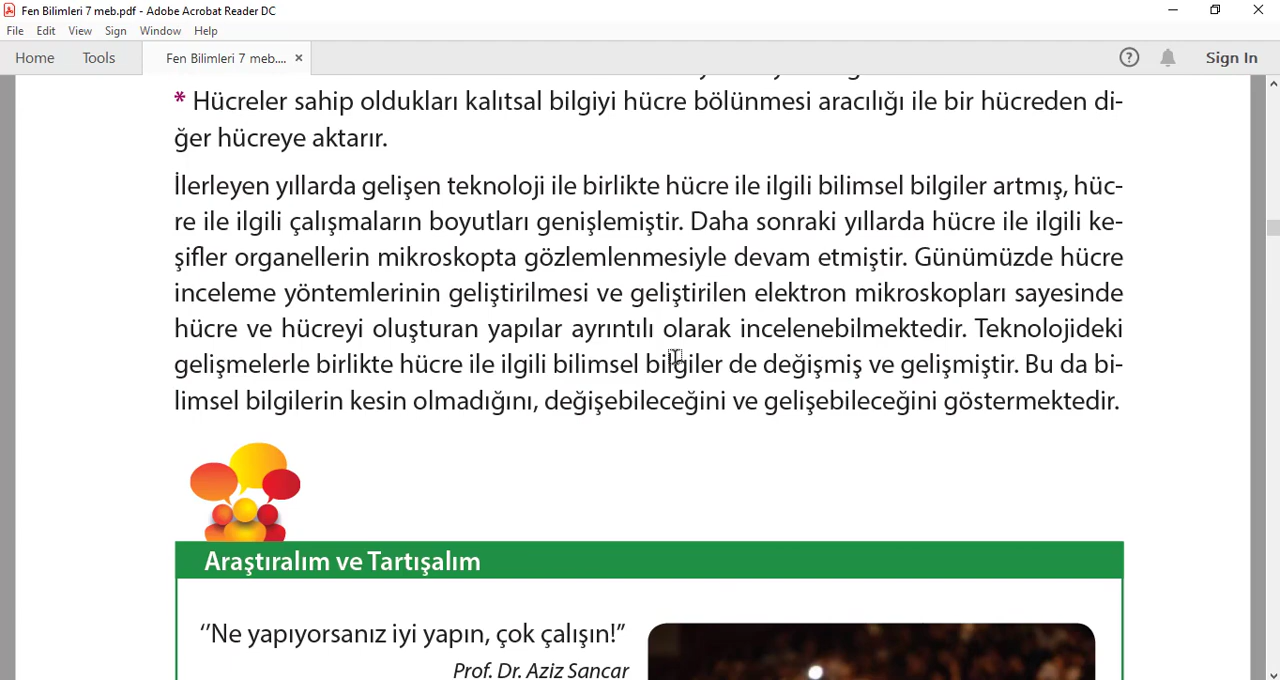 Fen Bilimleri 7 meb.pdf - Adobe Acrobat Reader DC
File Edit View Sign Window Help
Home Tools Fen Bilimleri 7 meb.... × ? Sign In
* Hücreler sahip oldukları kalıtsal bilgiyi hücre bölünmesi aracılığı ile bir hücreden di-
ğer hücreye aktarır.
İlerleyen yıllarda gelişen teknoloji ile birlikte hücre ile ilgili bilimsel bilgiler artmış, hüc-
re ile ilgili çalışmaların boyutları genişlemiştir. Daha sonraki yıllarda hücre ile ilgili ke-
şifler organellerin mikroskopta gözlemlenmesiyle devam etmiştir. Günümüzde hücre
inceleme yöntemlerinin geliştirilmesi ve geliştirilen elektron mikroskopları sayesinde
hücre ve hücreyi oluşturan yapılar ayrıntılı olarak incelenebilmektedir. Teknolojideki
gelişmelerle birlikte hücre ile ilgili bilimsel bilgiler de değişmiş ve gelişmiştir. Bu da bi-
limsel bilgilerin kesin olmadığını, değişebileceğini ve gelişebileceğini göstermektedir.
Araştıralım ve Tartışalım
‘’Ne yapıyorsanız iyi yapın, çok çalışın!”
Prof. Dr. Aziz Sancar